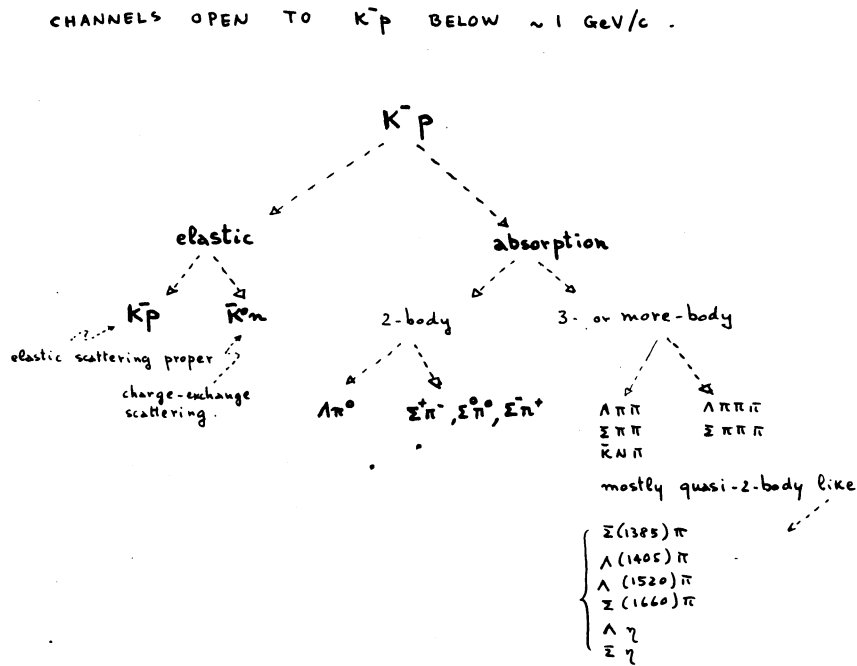 CHANNELS OPEN TO K⁻p BELOW ~ 1 GeV/c .
K⁻p
elastic absorption
K⁻p K̄⁰n 2-body 3- or more-body
?
elastic scattering proper ?
charge-exchange
scattering.
Λπ⁰ Σ⁺π⁻, Σ⁰π⁰, Σ⁻π⁺
Λππ Λπππ
Σππ Σπππ
K̄Nπ
mostly quasi-2-body like
Σ(1385)π
Λ(1405)π
Λ(1520)π
Σ(1660)π
Λη
Ση